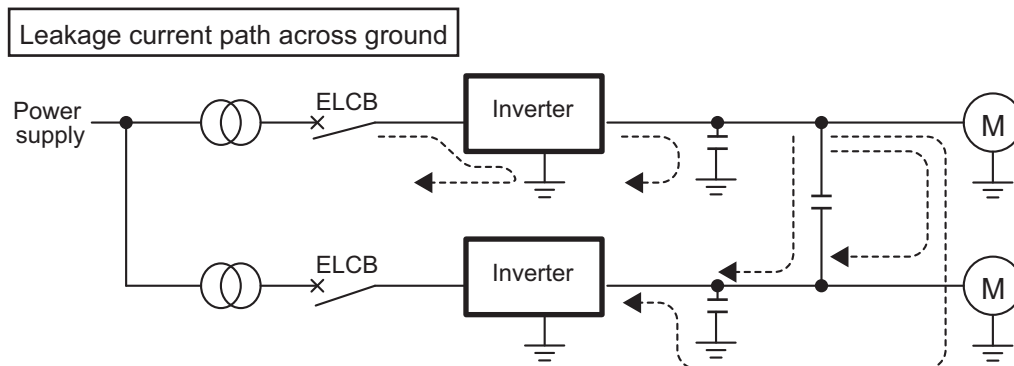 Leakage current path across ground
Power
supply
ELCB
Inverter
M
ELCB
Inverter
M